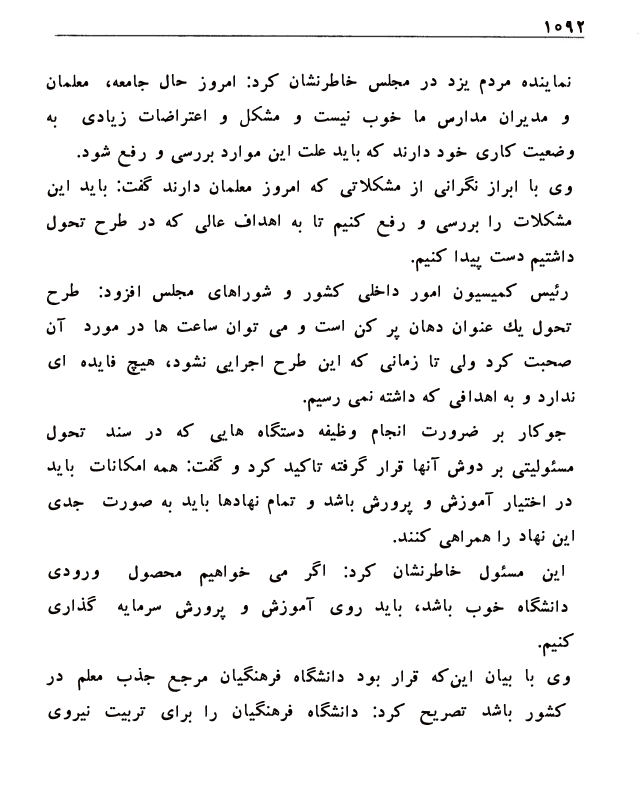 ۱۰۹۲
نماینده مردم یزد در مجلس خاطرنشان کرد: امروز حال جامعه، معلمان
و مدیران مدارس ما خوب نیست و مشکل و اعتراضات زیادی به
وضعیت کاری خود دارند که باید علت این موارد بررسی و رفع شود.
وی با ابراز نگرانی از مشکلاتی که امروز معلمان دارند گفت: باید این
مشکلات را بررسی و رفع کنیم تا به اهداف عالی که در طرح تحول
داشتیم دست پیدا کنیم.
رئیس کمیسیون امور داخلی کشور و شوراهای مجلس افزود: طرح
تحول یك عنوان دهان پر کن است و می توان ساعت ها در مورد آن
صحبت کرد ولی تا زمانی که این طرح اجرایی نشود، هیچ فایده ای
ندارد و به اهدافی که داشته نمی رسیم.
جوکار بر ضرورت انجام وظیفه دستگاه هایی که در سند تحول
مسئولیتی بر دوش آنها قرار گرفته تاکید کرد و گفت: همه امکانات باید
در اختیار آموزش و پرورش باشد و تمام نهادها باید به صورت جدی
این نهاد را همراهی کنند.
این مسئول خاطرنشان کرد: اگر می خواهیم محصول ورودی
دانشگاه خوب باشد، باید روی آموزش و پرورش سرمایه گذاری
کنیم.
وی با بیان این‌که قرار بود دانشگاه فرهنگیان مرجع جذب معلم در
کشور باشد تصریح کرد: دانشگاه فرهنگیان را برای تربیت نیروی